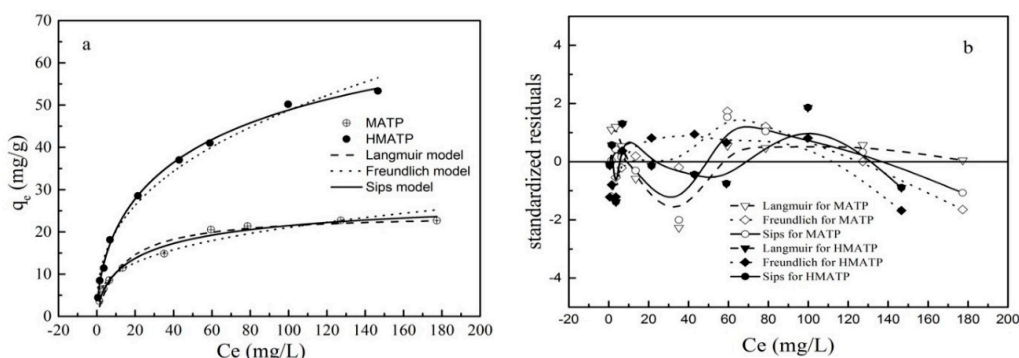 a
70
60
50
40
30
20
10
0
qe (mg/g)
MATP
HMATP
Langmuir model
Freundlich model
Sips model
-20 0 20 40 60 80 100 120 140 160 180 200
Ce (mg/L)
b
4
2
0
-2
-4
standardized residuals
Langmuir for MATP
Freundlich for MATP
Sips for MATP
Langmuir for HMATP
Freundlich for HMATP
Sips for HMATP
-20 0 20 40 60 80 100 120 140 160 180 200
Ce (mg/L)